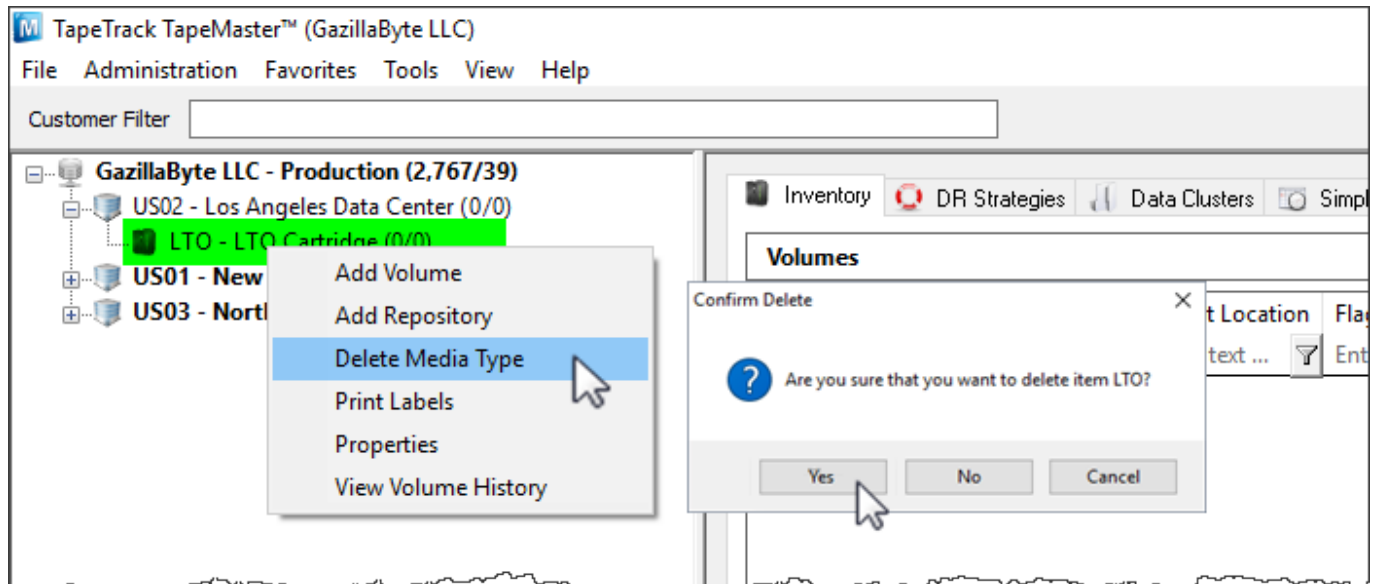 TapeTrack TapeMaster™ (GazillaByte LLC)
File Administration Favorites Tools View Help
Customer Filter
GazillaByte LLC - Production (2,767/39)
US02 - Los Angeles Data Center (0/0)
LTO - LTO Cartridge (0/0)
US01 - New
US03 - North
Add Volume
Add Repository
Delete Media Type
Print Labels
Properties
View Volume History
Inventory DR Strategies Data Clusters Simpl
Volumes
t Location Flag
text ... Ent
Confirm Delete
Are you sure that you want to delete item LTO?
Yes No Cancel